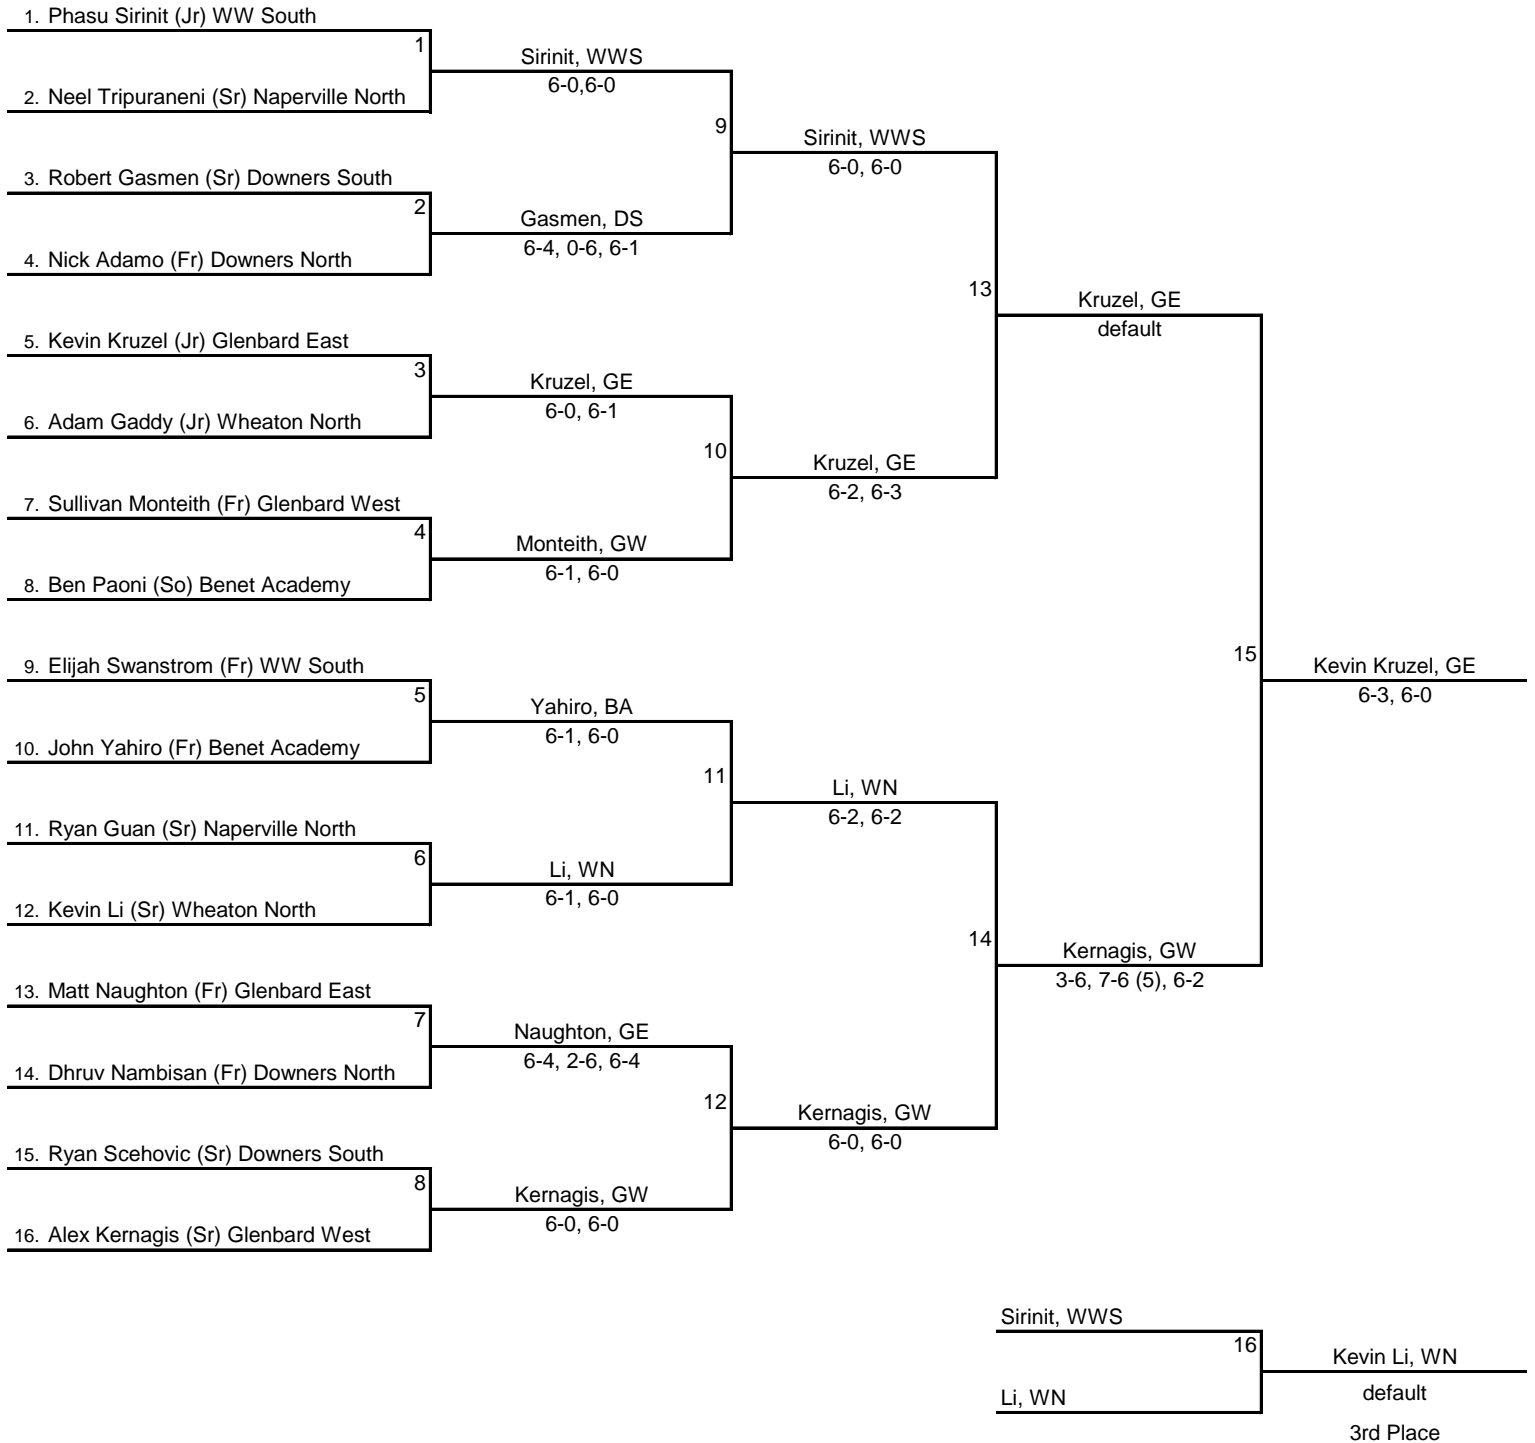 1. Phasu Sirinit (Jr) WW South
1
Sirinit, WWS
6-0,6-0
2. Neel Tripuraneni (Sr) Naperville North
9
Sirinit, WWS
6-0, 6-0
3. Robert Gasmen (Sr) Downers South
2
Gasmen, DS
6-4, 0-6, 6-1
4. Nick Adamo (Fr) Downers North
13
Kruzel, GE
default
5. Kevin Kruzel (Jr) Glenbard East
3
Kruzel, GE
6-0, 6-1
6. Adam Gaddy (Jr) Wheaton North
10
Kruzel, GE
6-2, 6-3
7. Sullivan Monteith (Fr) Glenbard West
4
Monteith, GW
6-1, 6-0
8. Ben Paoni (So) Benet Academy
15
Kevin Kruzel, GE
6-3, 6-0
9. Elijah Swanstrom (Fr) WW South
5
Yahiro, BA
6-1, 6-0
10. John Yahiro (Fr) Benet Academy
11
Li, WN
6-2, 6-2
11. Ryan Guan (Sr) Naperville North
6
Li, WN
6-1, 6-0
12. Kevin Li (Sr) Wheaton North
14
Kernagis, GW
3-6, 7-6 (5), 6-2
13. Matt Naughton (Fr) Glenbard East
7
Naughton, GE
6-4, 2-6, 6-4
14. Dhruv Nambisan (Fr) Downers North
12
Kernagis, GW
6-0, 6-0
15. Ryan Scehovic (Sr) Downers South
8
Kernagis, GW
6-0, 6-0
16. Alex Kernagis (Sr) Glenbard West
Sirinit, WWS
16
Kevin Li, WN
default
Li, WN
3rd Place